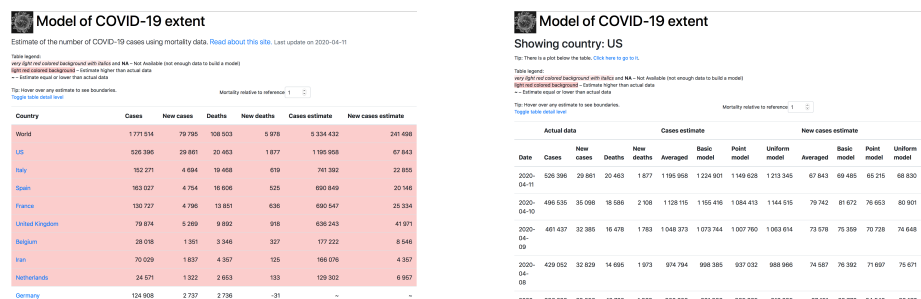 Model of COVID-19 extent
Estimate of the number of COVID-19 cases using mortality data. Read about this site. Last update on 2020-04-11
Table legend:
very light red colored background with italics and NA – Not Available (not enough data to build a model)
light red colored background – Estimate higher than actual data
~ – Estimate equal or lower than actual data
Tip: Hover over any estimate to see boundaries.
Toggle table detail level
Mortality relative to reference 1
Country Cases New cases Deaths New deaths Cases estimate New cases estimate
World 1 771 514 79 795 108 503 5 978 5 334 432 241 498
US 526 396 29 861 20 463 1 877 1 195 958 67 843
Italy 152 271 4 694 19 468 619 741 392 22 855
Spain 163 027 4 754 16 606 525 690 849 20 146
France 130 727 4 796 13 851 636 690 547 25 334
United Kingdom 79 874 5 269 9 892 918 636 243 41 971
Belgium 28 018 1 351 3 346 327 177 222 8 546
Iran 70 029 1 837 4 357 125 166 076 4 357
Netherlands 24 571 1 322 2 653 133 129 302 6 957
Germany 124 908 2 737 2 736 -31 ~ ~
Model of COVID-19 extent
Showing country: US
Tip: There is a plot below the table. Click here to go to it.
Table legend:
very light red colored background with italics and NA – Not Available (not enough data to build a model)
light red colored background – Estimate higher than actual data
~ – Estimate equal or lower than actual data
Tip: Hover over any estimate to see boundaries.
Toggle table detail level
Mortality relative to reference 1
Actual data Cases estimate New cases estimate
Date Cases New cases Deaths New deaths Averaged Basic model Point model Uniform model Averaged Basic model Point model Uniform model
2020-04-11 526 396 29 861 20 463 1 877 1 195 958 1 224 901 1 149 628 1 213 345 67 843 69 485 65 215 68 830
2020-04-10 496 535 35 098 18 586 2 108 1 128 115 1 155 416 1 084 413 1 144 515 79 742 81 672 76 653 80 901
2020-04-09 461 437 32 385 16 478 1 783 1 048 373 1 073 744 1 007 760 1 063 614 73 578 75 359 70 728 74 648
2020-04-08 429 052 32 829 14 695 1 973 974 794 998 385 937 032 988 966 74 587 76 392 71 697 75 671